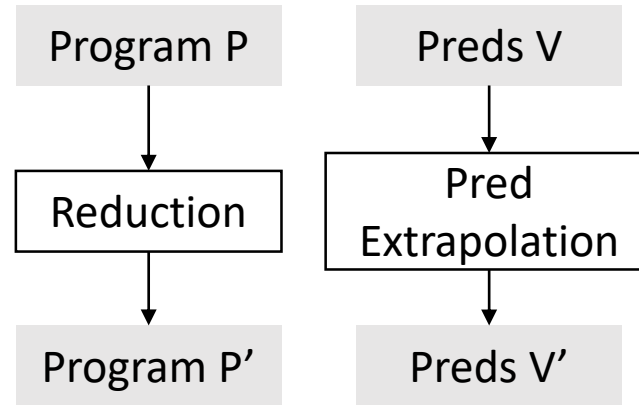 Program P
Reduction
Program P’
Preds V
Pred
Extrapolation
Preds V’